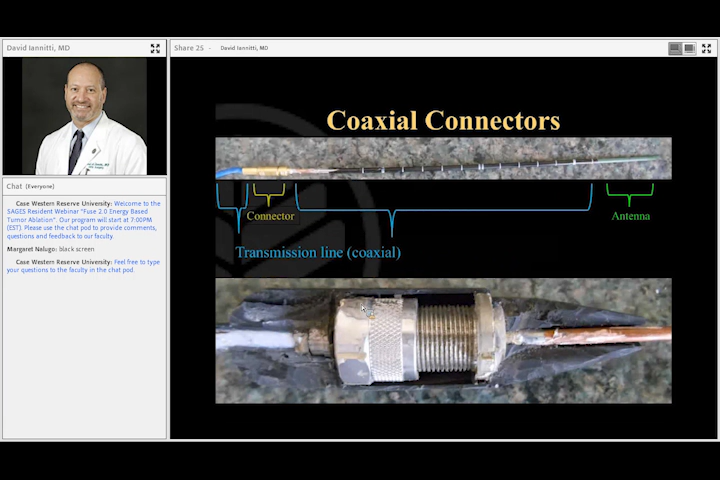 David Iannitti, MD
Share 25 - David Iannitti, MD
Chat (Everyone)
Case Western Reserve University: Welcome to the
SAGES Resident Webinar "Fuse 2.0 Energy Based
Tumor Ablation". Our program will start at 7:00PM
(EST). Please use the chat pod to provide comments,
questions and feedback to our faculty.
Margaret Nalugo: black screen
Case Western Reserve University: Feel free to type
your questions to the faculty in the chat pod.
Coaxial Connectors
Connector
Antenna
Transmission line (coaxial)